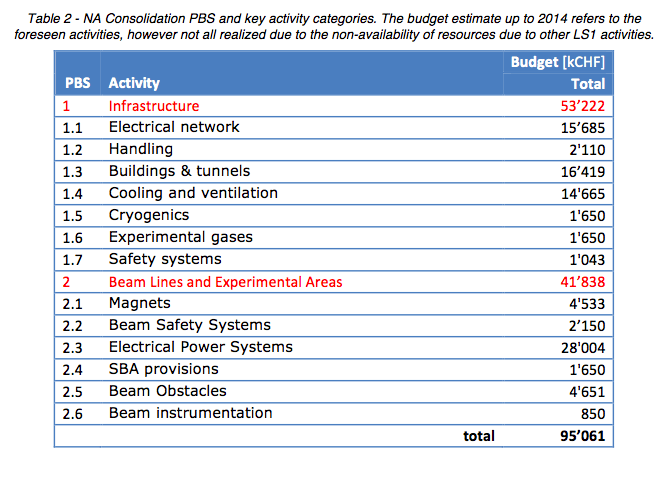 Table 2 - NA Consolidation PBS and key activity categories. The budget estimate up to 2014 refers to the
foreseen activities, however not all realized due to the non-availability of resources due to other LS1 activities.
Budget [kCHF]
PBS Activity Total
1 Infrastructure 53’222
1.1 Electrical network 15’685
1.2 Handling 2'110
1.3 Buildings & tunnels 16’419
1.4 Cooling and ventilation 14’665
1.5 Cryogenics 1'650
1.6 Experimental gases 1'650
1.7 Safety systems 1'043
2 Beam Lines and Experimental Areas 41’838
2.1 Magnets 4'533
2.2 Beam Safety Systems 2’150
2.3 Electrical Power Systems 28'004
2.4 SBA provisions 1'650
2.5 Beam Obstacles 4'651
2.6 Beam instrumentation 850
total 95’061